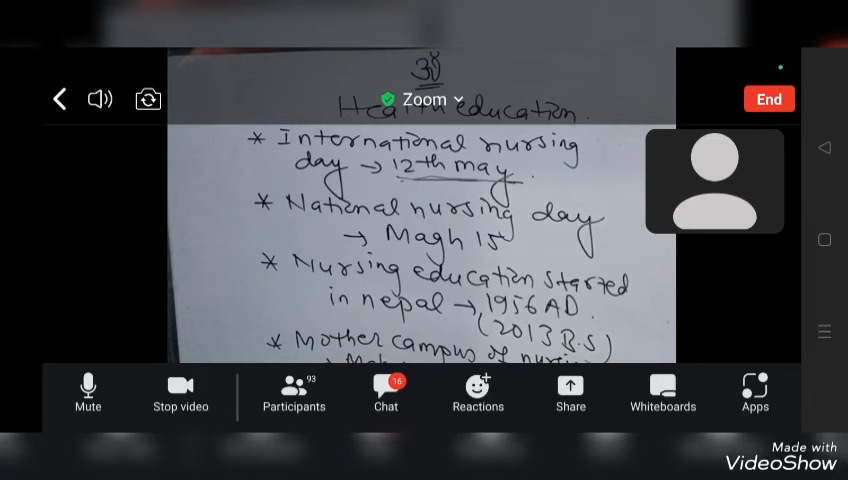 ॐ
Zoom
End
Health education.
* International nursing
day → 12th may.
* National nursing day
→ Magh 15
* Nursing education started
in nepal → 1956 AD.
(2013 B.S)
* Mother campus of
93
16
Mute
Stop video
Participants
Chat
Reactions
Share
Whiteboards
Apps
Made with
VideoShow